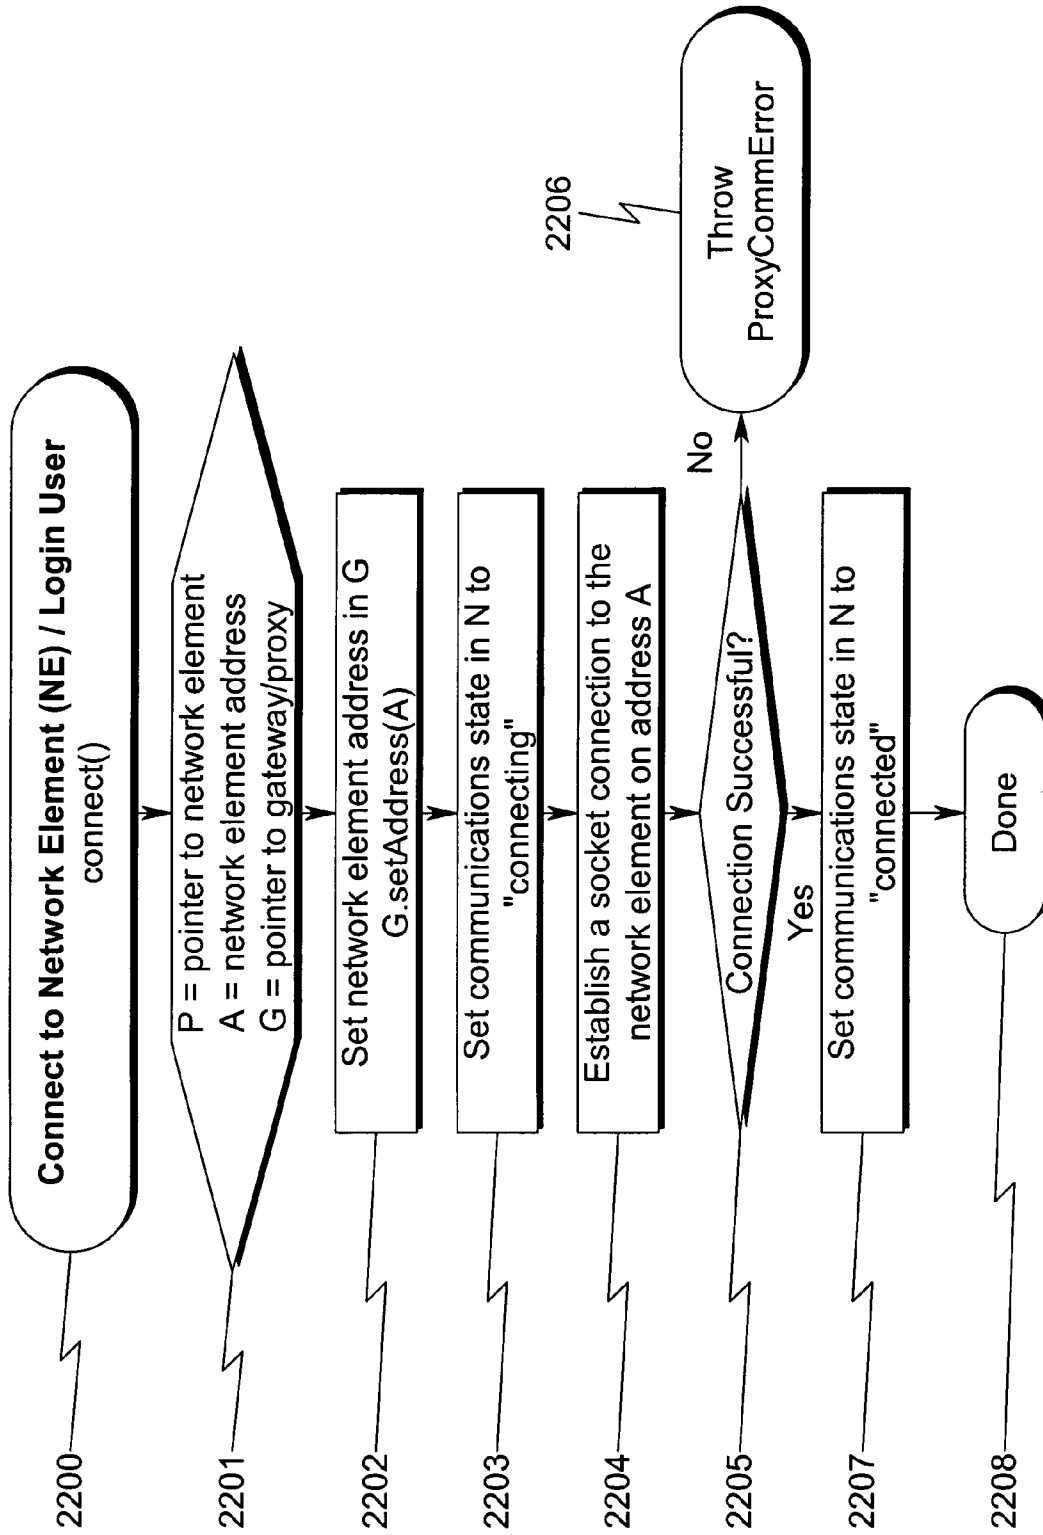 2200
Connect to Network Element (NE) / Login User
connect()
2201
P = pointer to network element
A = network element address
G = pointer to gateway/proxy
2202
Set network element address in G
G.setAddress(A)
2203
Set communications state in N to
"connecting"
2204
Establish a socket connection to the
network element on address A
2205
Connection Successful?
No
2206
Throw
ProxyCommError
Yes
2207
Set communications state in N to
"connected"
2208
Done